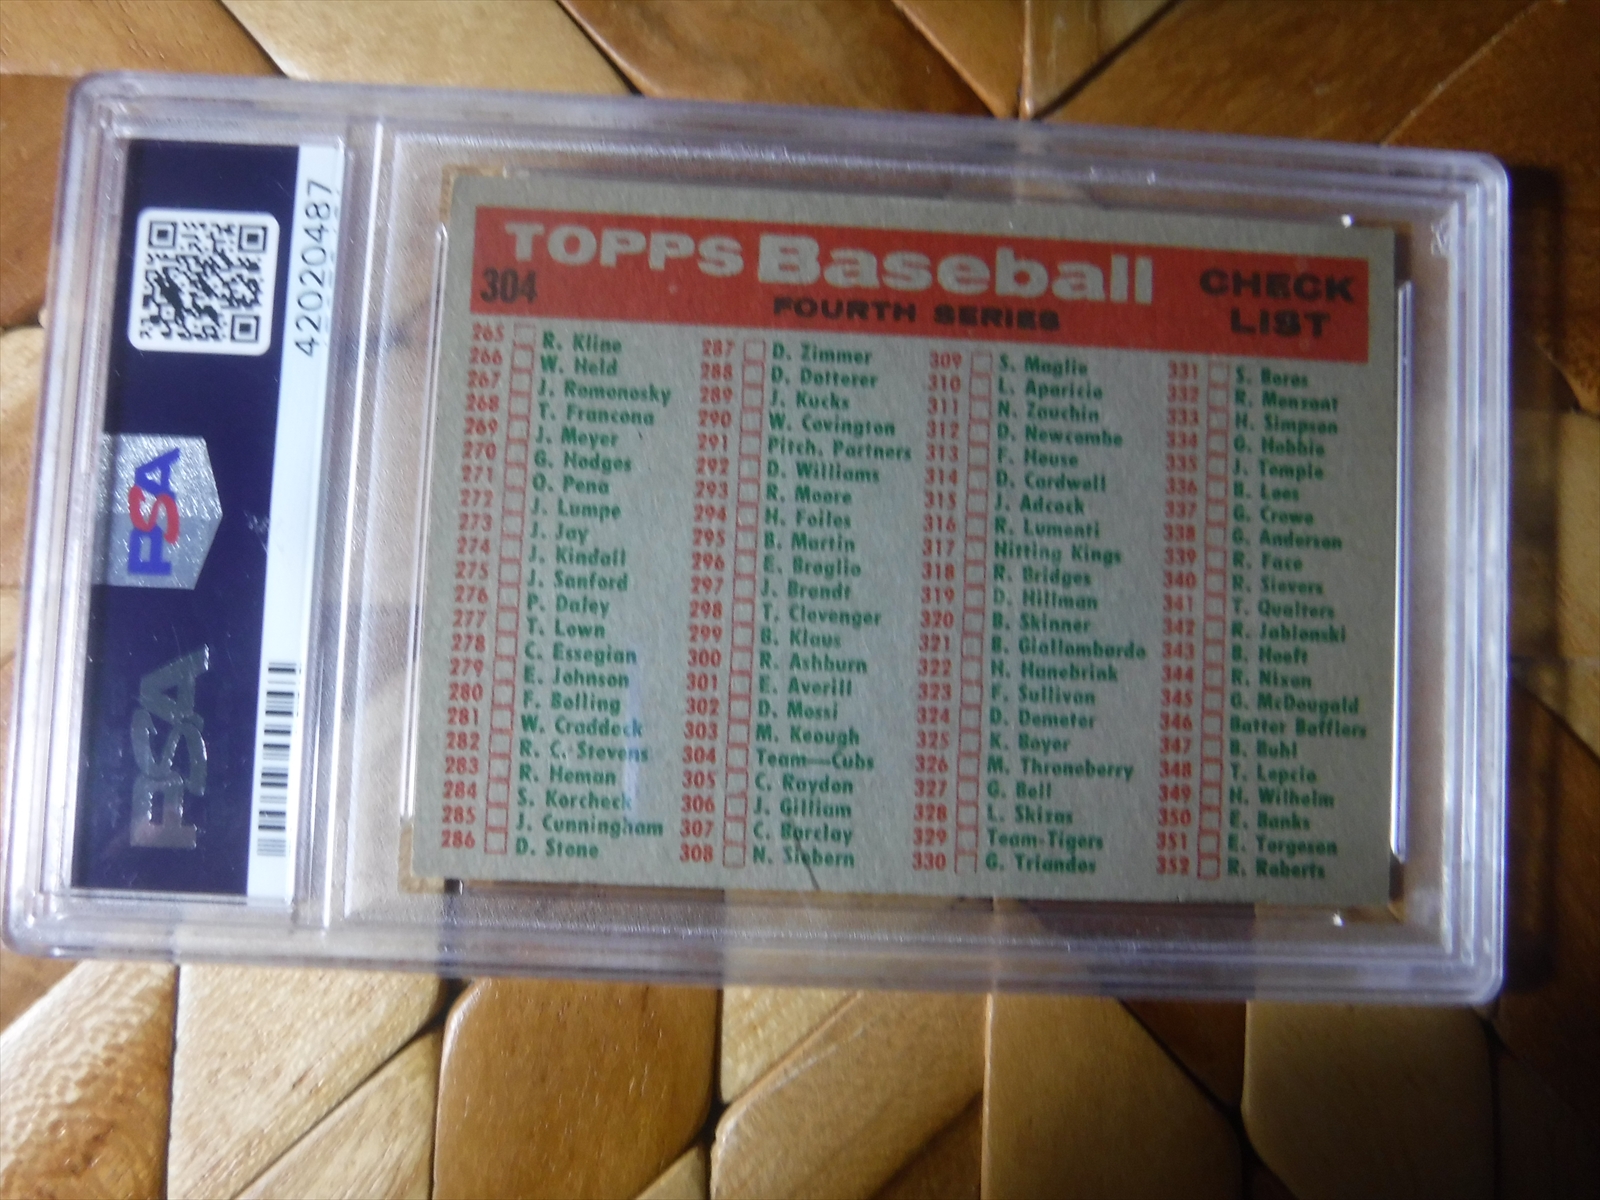 42020487
PSA
PSA
TOPPS Baseball
304
FOURTH SERIES
CHECK
LIST
265 R. Kline
266 W. Held
267 J. Romonosky
268 T. Francona
269 J. Meyer
270 G. Hodges
271 O. Pena
272 J. Lumpe
273 J. Jay
274 J. Kindall
275 J. Sanford
276 P. Daley
277 T. Lown
278 C. Essegian
279 E. Johnson
280 F. Bolling
281 W. Craddock
282 R. C. Stevens
283 R. Heman
284 S. Korcheck
285 J. Cunningham
286 D. Stone
287 D. Zimmer
288 D. Dotterer
289 J. Kucks
290 W. Covington
291 Pitch. Partners
292 D. Williams
293 R. Moore
294 H. Foiles
295 B. Martin
296 E. Broglio
297 J. Brandt
298 T. Clevenger
299 B. Klaus
300 R. Ashburn
301 E. Averill
302 D. Mossi
303 M. Keough
304 Team—Cubs
305 C. Raydon
306 J. Gilliam
307 C. Barclay
308 N. Siebern
309 S. Maglie
310 L. Aparicio
311 N. Zauchin
312 D. Newcombe
313 F. House
314 D. Cardwell
315 J. Adcock
316 R. Lumenti
317 Hitting Kings
318 R. Bridges
319 D. Hillman
320 B. Skinner
321 B. Giallombardo
322 H. Hanebrink
323 F. Sullivan
324 D. Demeter
325 K. Boyer
326 M. Throneberry
327 G. Bell
328 L. Skizas
329 Team-Tigers
330 G. Triandos
331 S. Boros
332 R. Monzant
333 H. Simpson
334 G. Hobbie
335 J. Temple
336 B. Loes
337 G. Crowe
338 G. Anderson
339 R. Face
340 R. Sievers
341 T. Qualters
342 R. Jablonski
343 B. Hoeft
344 R. Nixon
345 G. McDougald
346 Batter Bafflers
347 B. Buhl
348 T. Lepcio
349 H. Wilhelm
350 E. Banks
351 E. Torgeson
352 R. Roberts